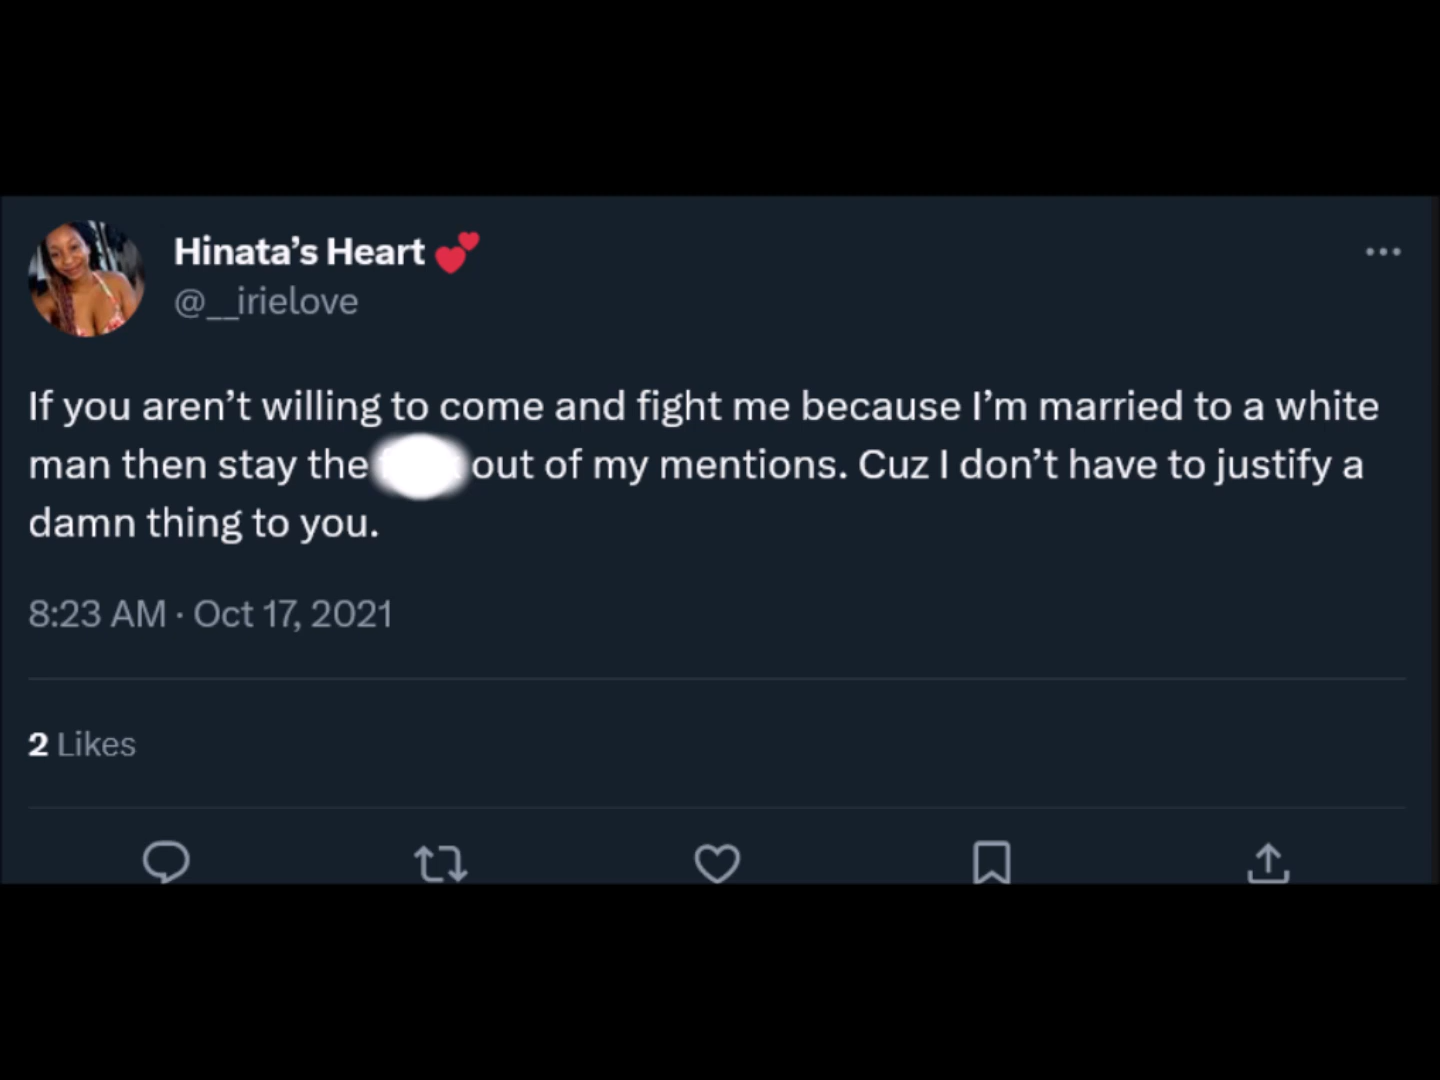 Hinata’s Heart 💕
@__irielove
If you aren’t willing to come and fight me because I’m married to a white
man then stay the out of my mentions. Cuz I don’t have to justify a
damn thing to you.
8:23 AM · Oct 17, 2021
2 Likes